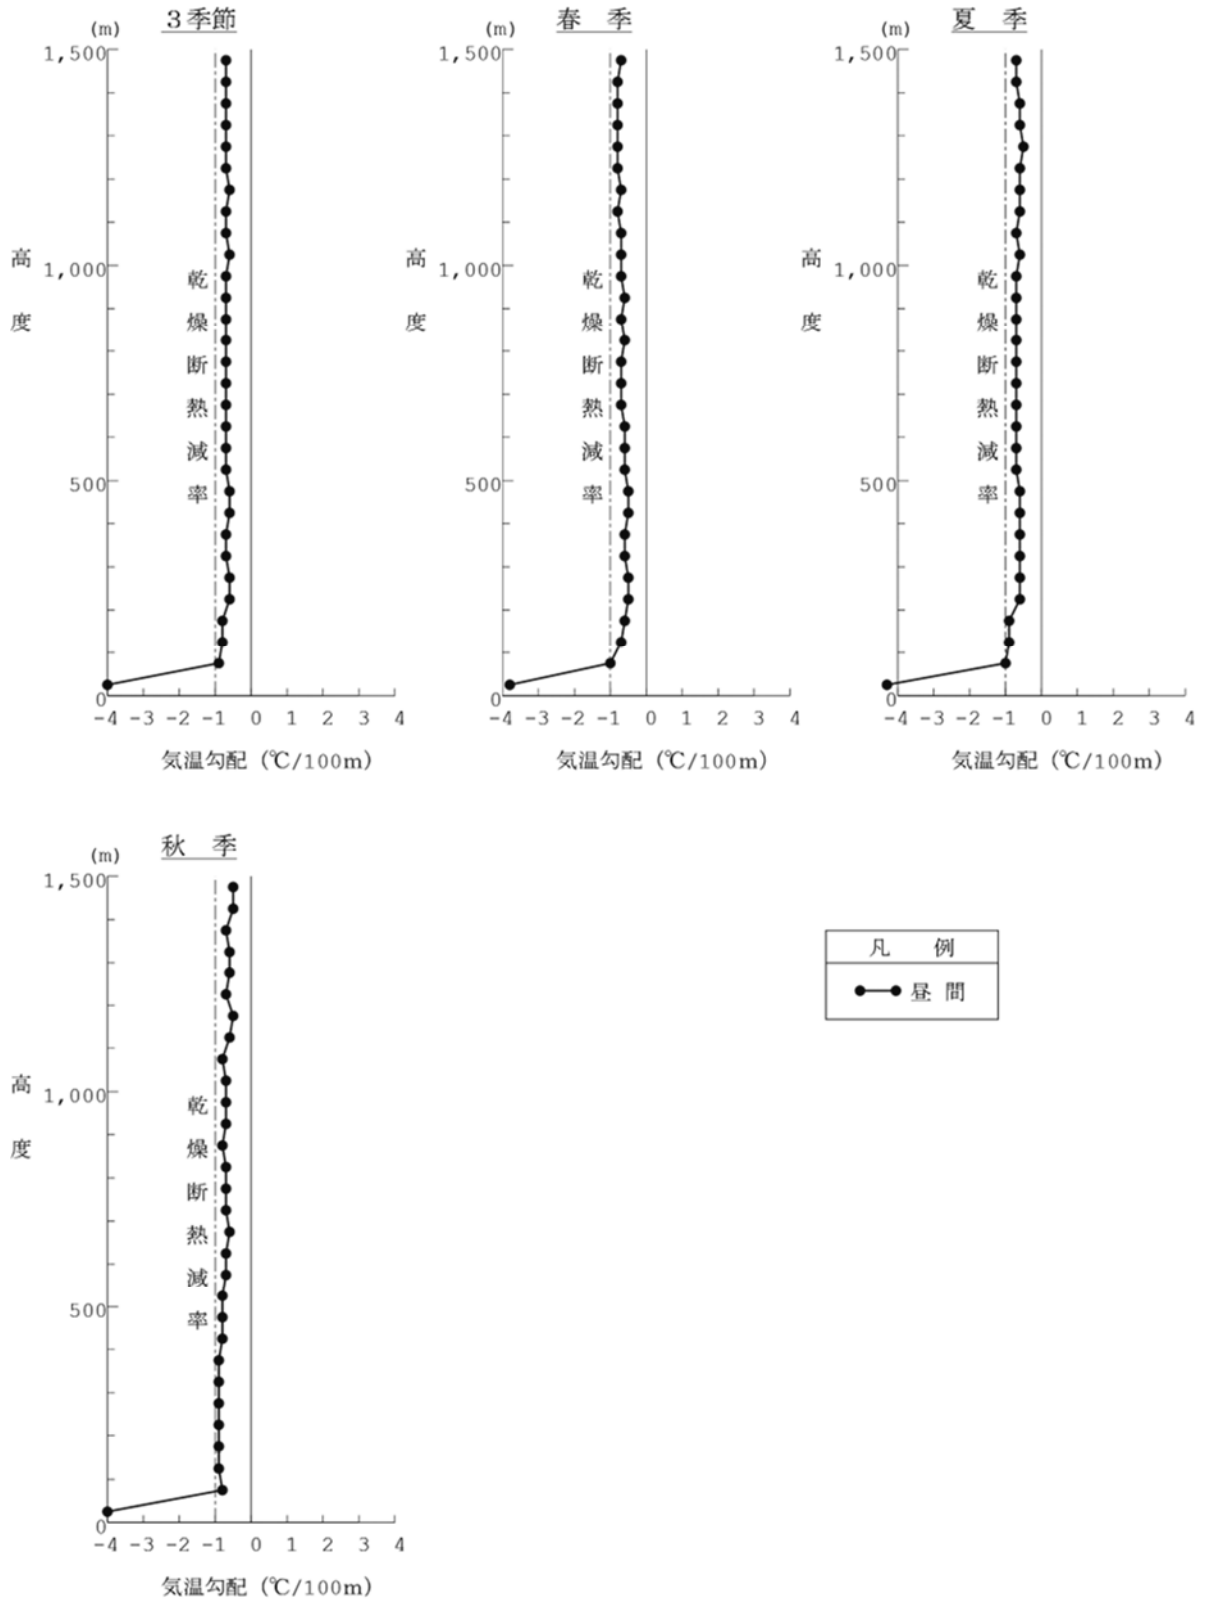 3季節
(m)
1,500
1,000
500
0
高
度
乾
燥
断
熱
減
率
-4 -3 -2 -1 0 1 2 3 4
気温勾配 (℃/100m)
春 季
(m)
1,500
1,000
500
0
高
度
乾
燥
断
熱
減
率
-4 -3 -2 -1 0 1 2 3 4
気温勾配 (℃/100m)
夏 季
(m)
1,500
1,000
500
0
高
度
乾
燥
断
熱
減
率
-4 -3 -2 -1 0 1 2 3 4
気温勾配 (℃/100m)
秋 季
(m)
1,500
1,000
500
0
高
度
乾
燥
断
熱
減
率
-4 -3 -2 -1 0 1 2 3 4
気温勾配 (℃/100m)
凡 例
昼 間